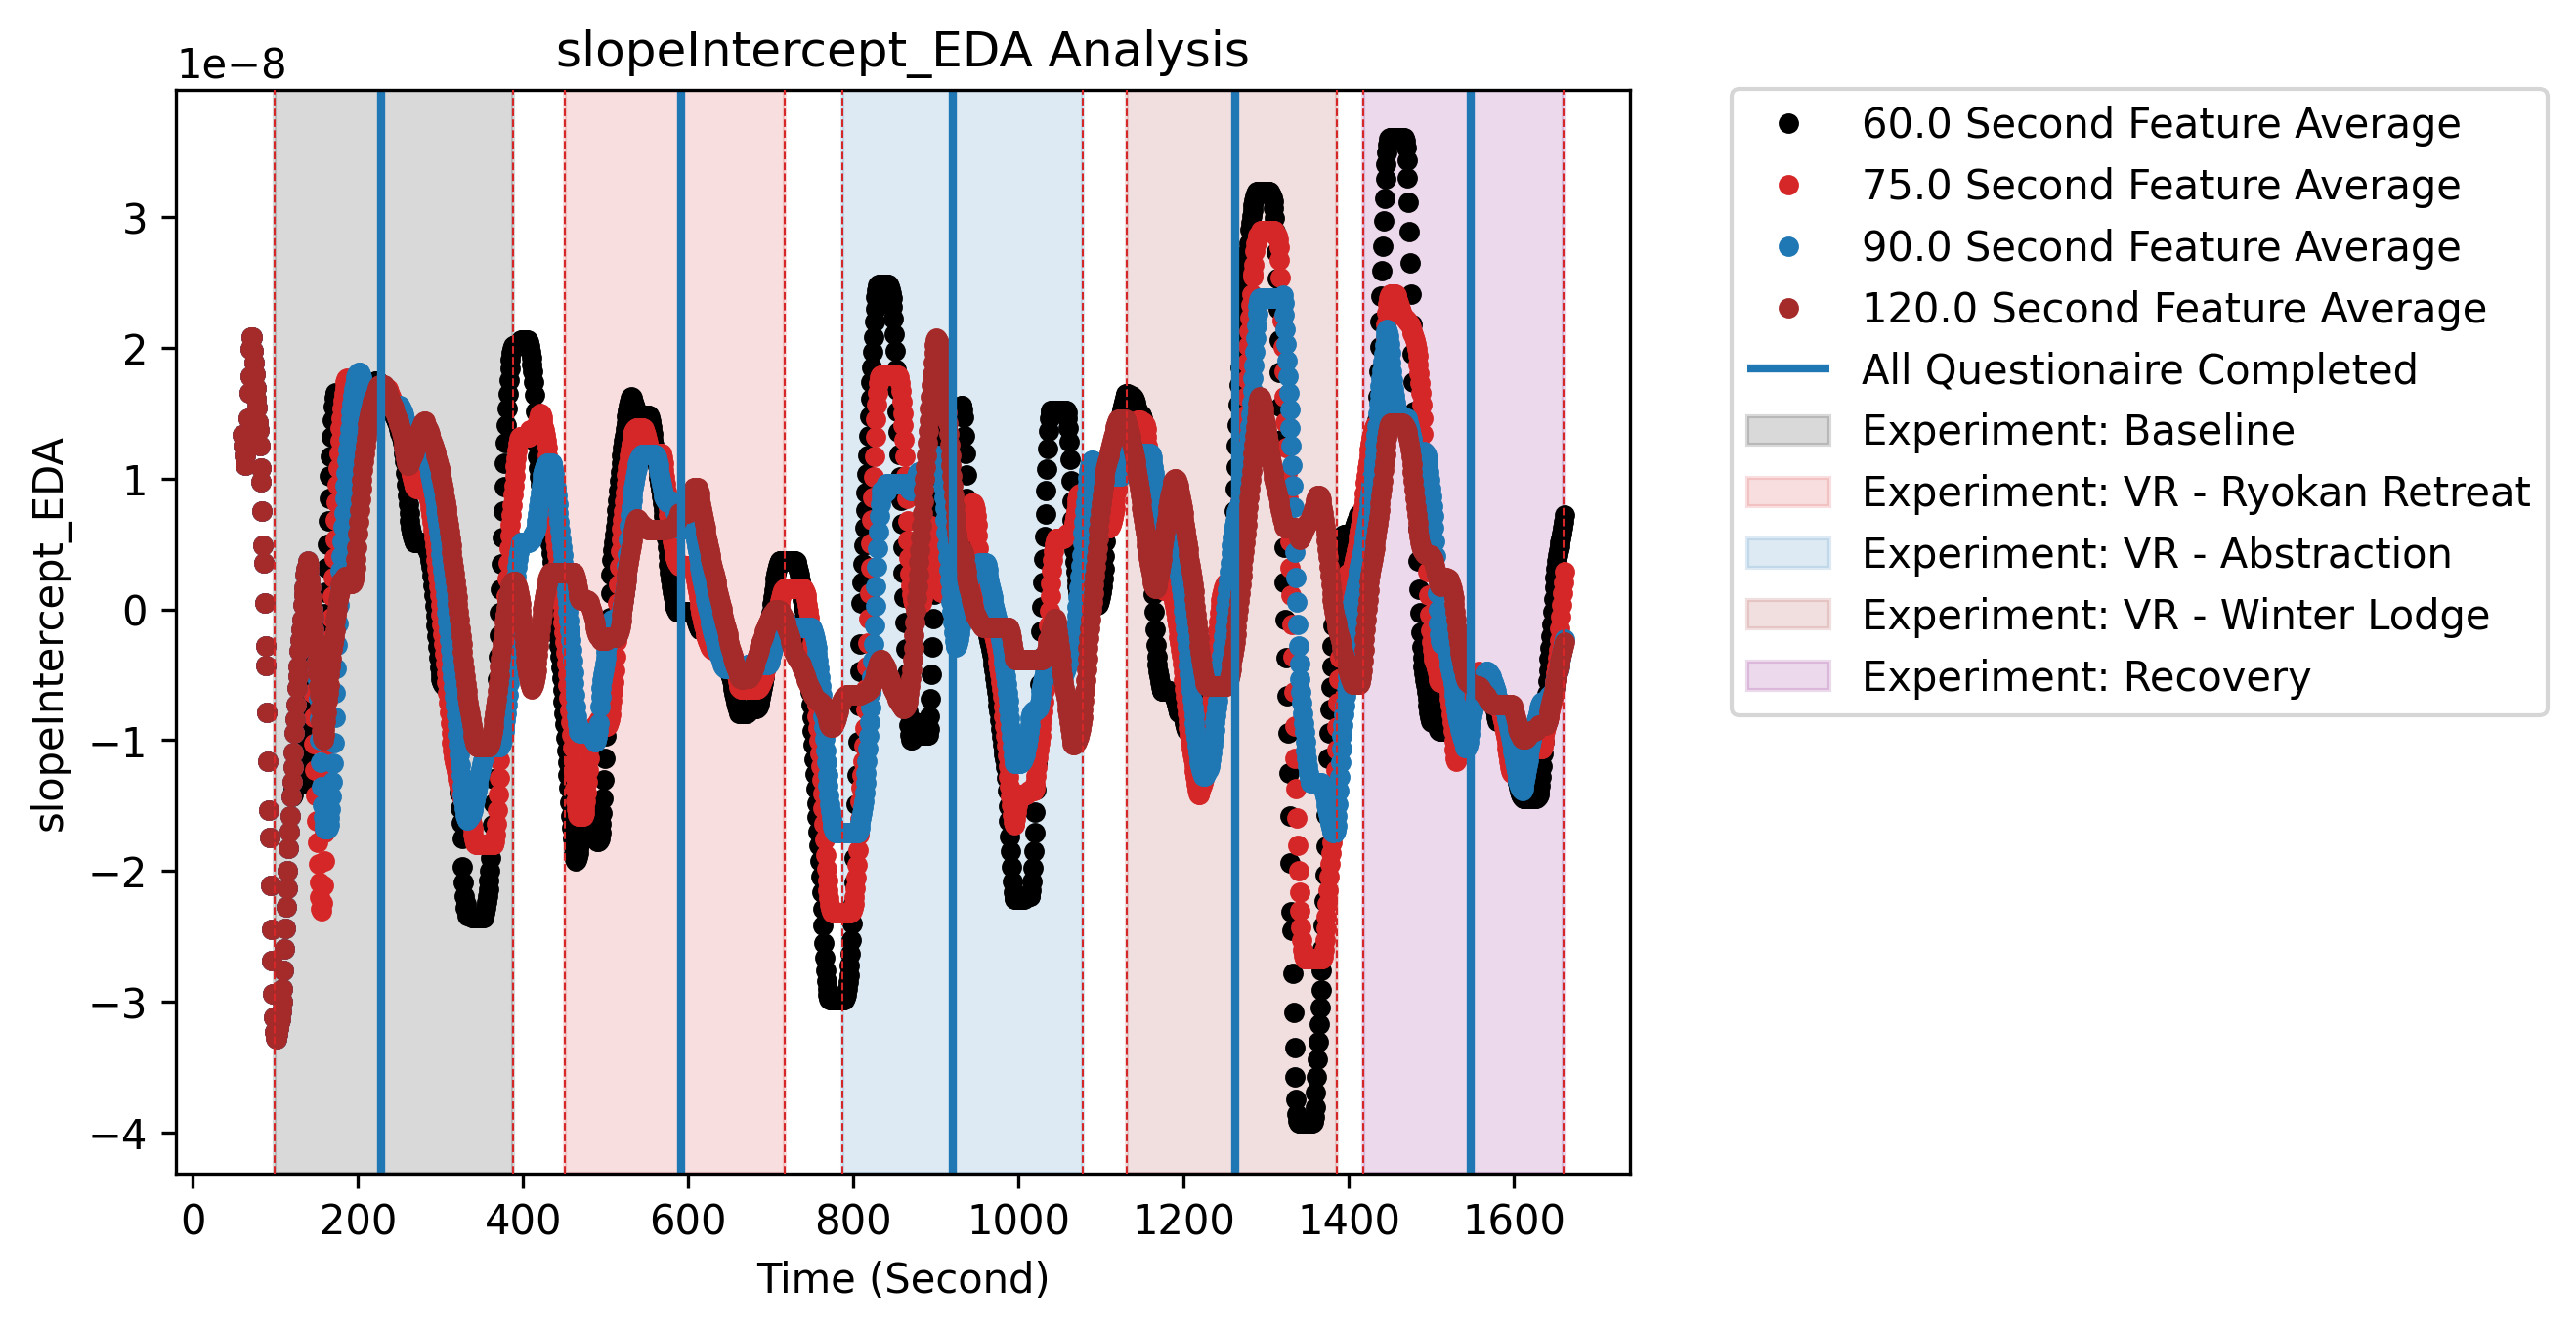 slopeIntercept_EDA Analysis
1e−8
3
2
1
0
−1
−2
−3
−4
slopeIntercept_EDA
0 200 400 600 800 1000 1200 1400 1600
Time (Second)
60.0 Second Feature Average
75.0 Second Feature Average
90.0 Second Feature Average
120.0 Second Feature Average
All Questionaire Completed
Experiment: Baseline
Experiment: VR - Ryokan Retreat
Experiment: VR - Abstraction
Experiment: VR - Winter Lodge
Experiment: Recovery